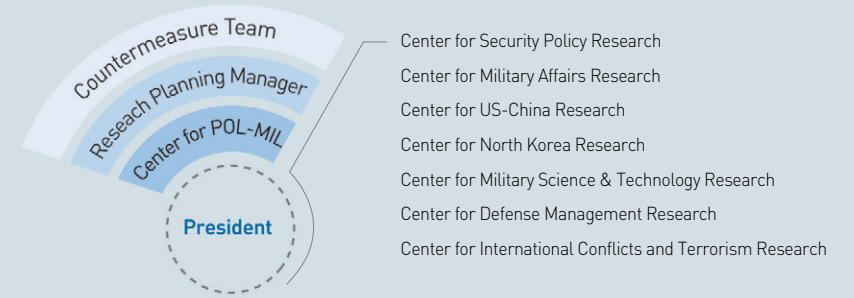 Countermeasure Team
Reseach Planning Manager
Center for POL-MIL
President
Center for Security Policy Research
Center for Military Affairs Research
Center for US-China Research
Center for North Korea Research
Center for Military Science & Technology Research
Center for Defense Management Research
Center for International Conflicts and Terrorism Research